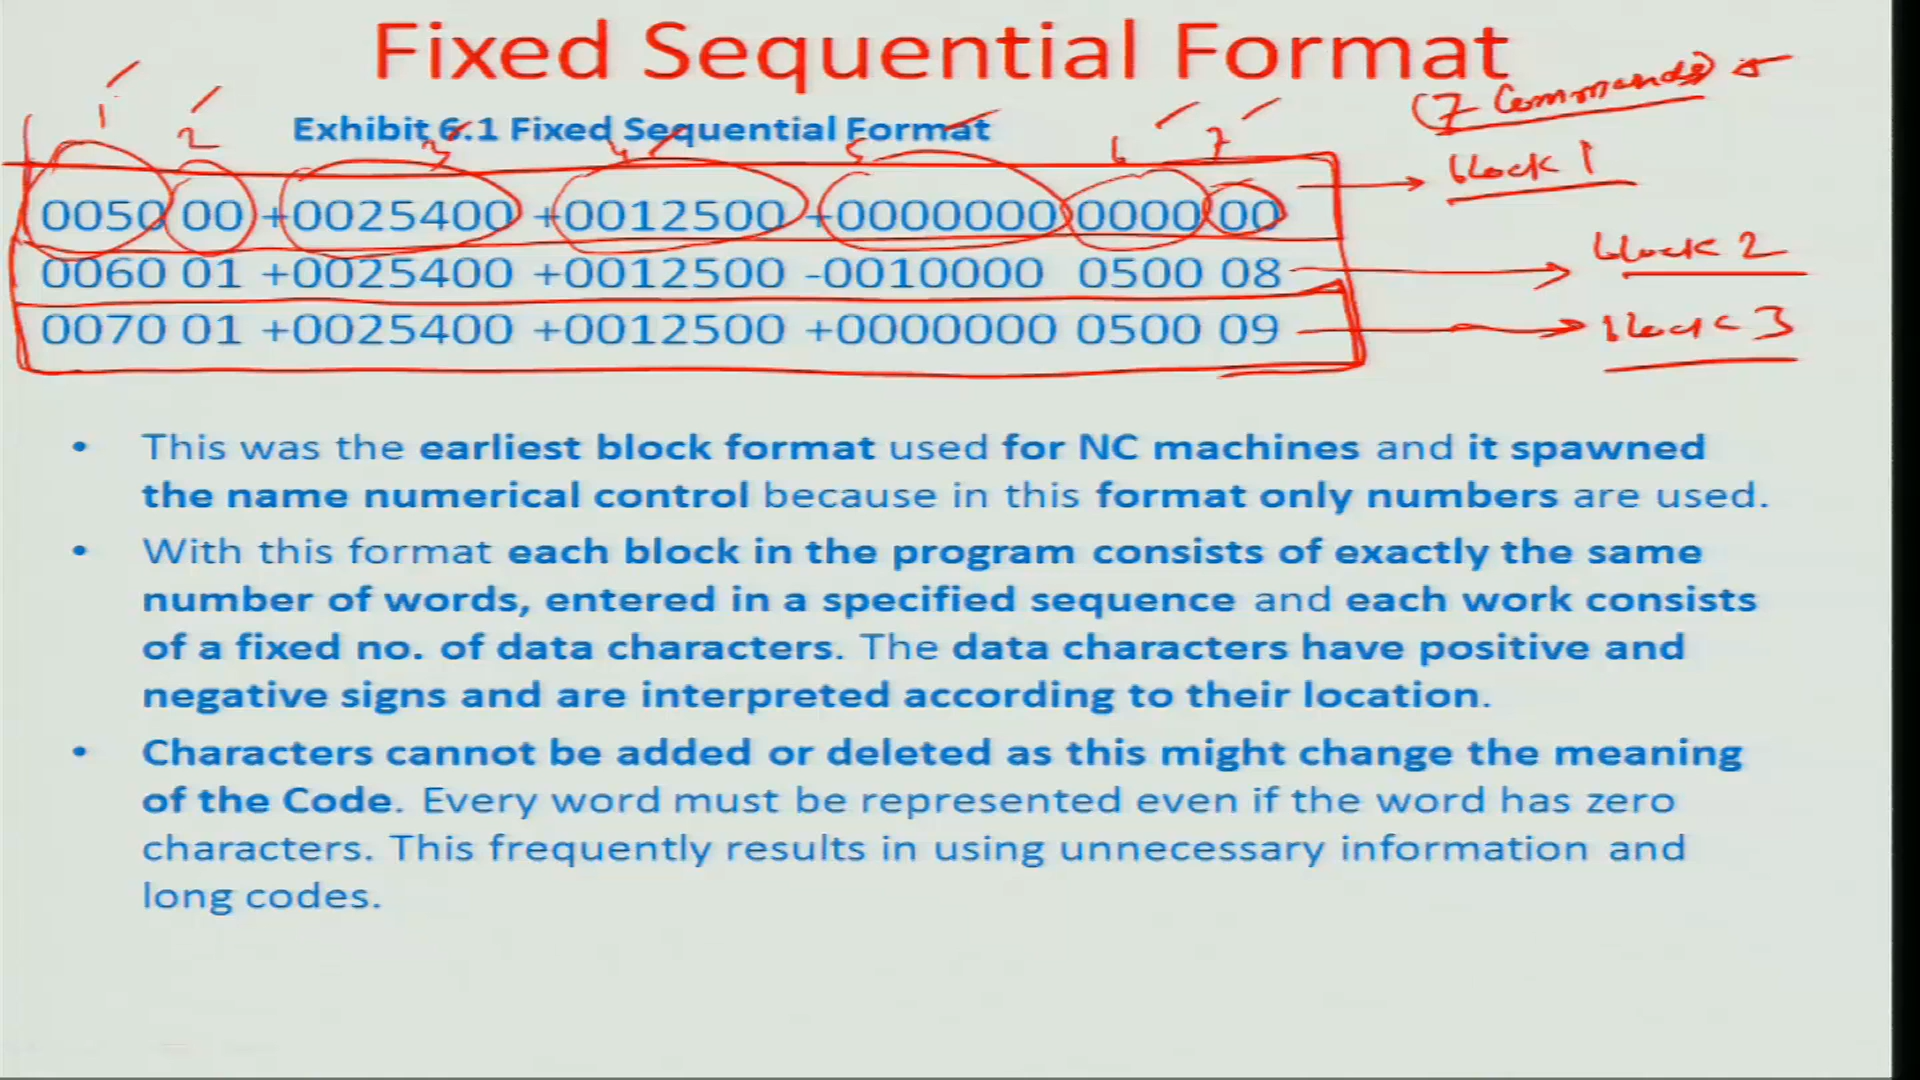 Fixed Sequential Format
(7 Commands)
Exhibit 6.1 Fixed Sequential Format
1 2 3 4 5 6 7
block 1
0050 00 +0025400 +0012500 +0000000 0000 00
block 2
0060 01 +0025400 +0012500 -0010000 0500 08
block 3
0070 01 +0025400 +0012500 +0000000 0500 09
• This was the earliest block format used for NC machines and it spawned
the name numerical control because in this format only numbers are used.
• With this format each block in the program consists of exactly the same
number of words, entered in a specified sequence and each work consists
of a fixed no. of data characters. The data characters have positive and
negative signs and are interpreted according to their location.
• Characters cannot be added or deleted as this might change the meaning
of the Code. Every word must be represented even if the word has zero
characters. This frequently results in using unnecessary information and
long codes.